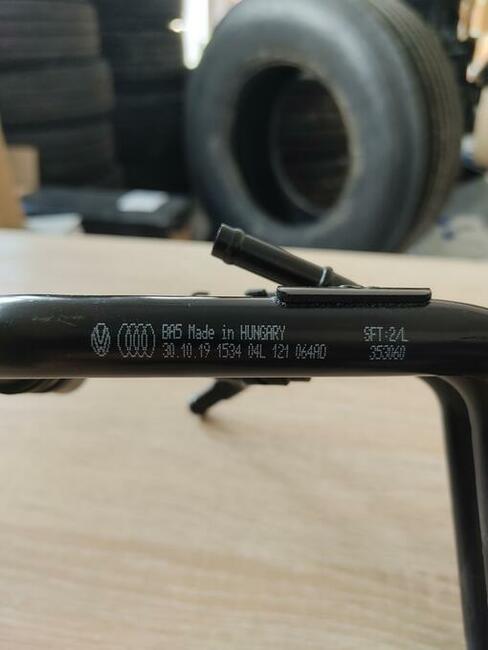 BA5 Made in HUNGARY
30.10.19 1534 04L 121 064AD
SFT:2/L
353060